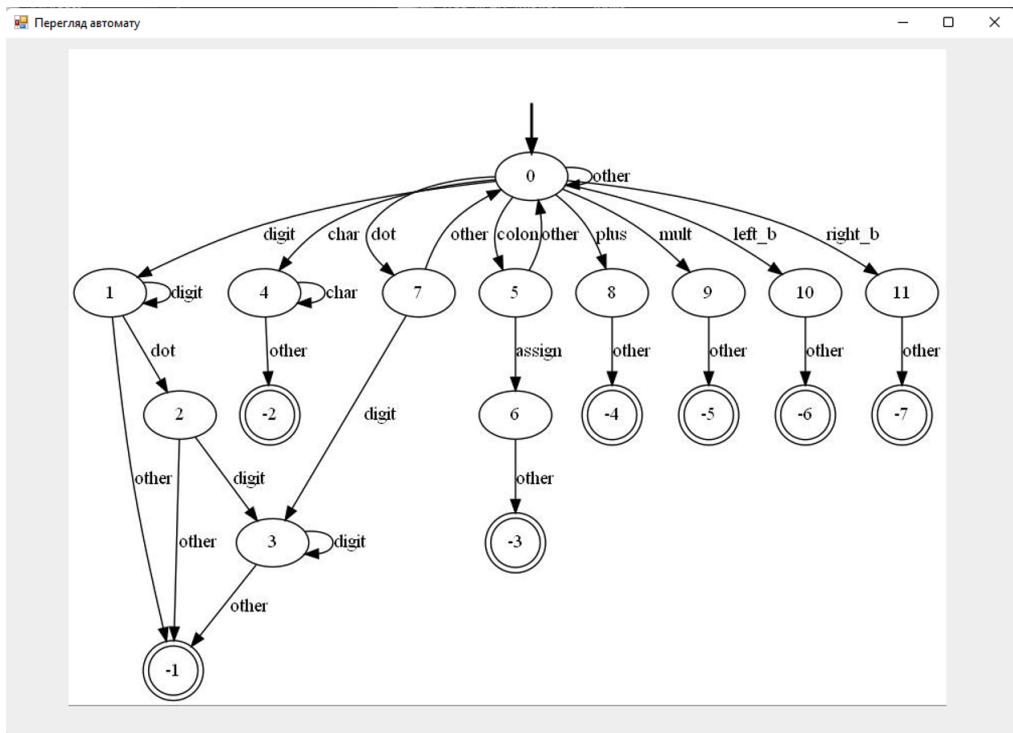 Перегляд автомату
0 other
digit char dot other colon other plus mult left_b right_b
1 digit 4 char 7 5 8 9 10 11
dot other assign other other other other
2 -2 digit 6 -4 -5 -6 -7
other digit other
other 3 digit -3
other
-1